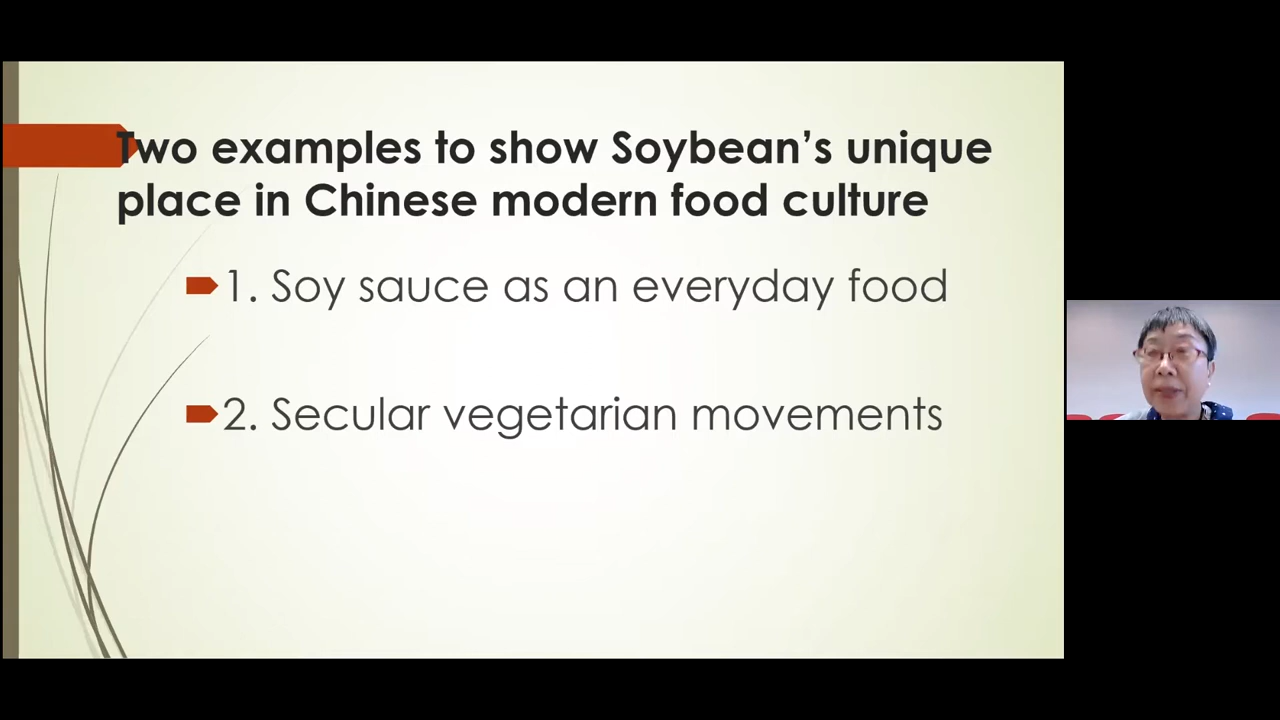 Two examples to show Soybean’s unique
place in Chinese modern food culture
1. Soy sauce as an everyday food
2. Secular vegetarian movements